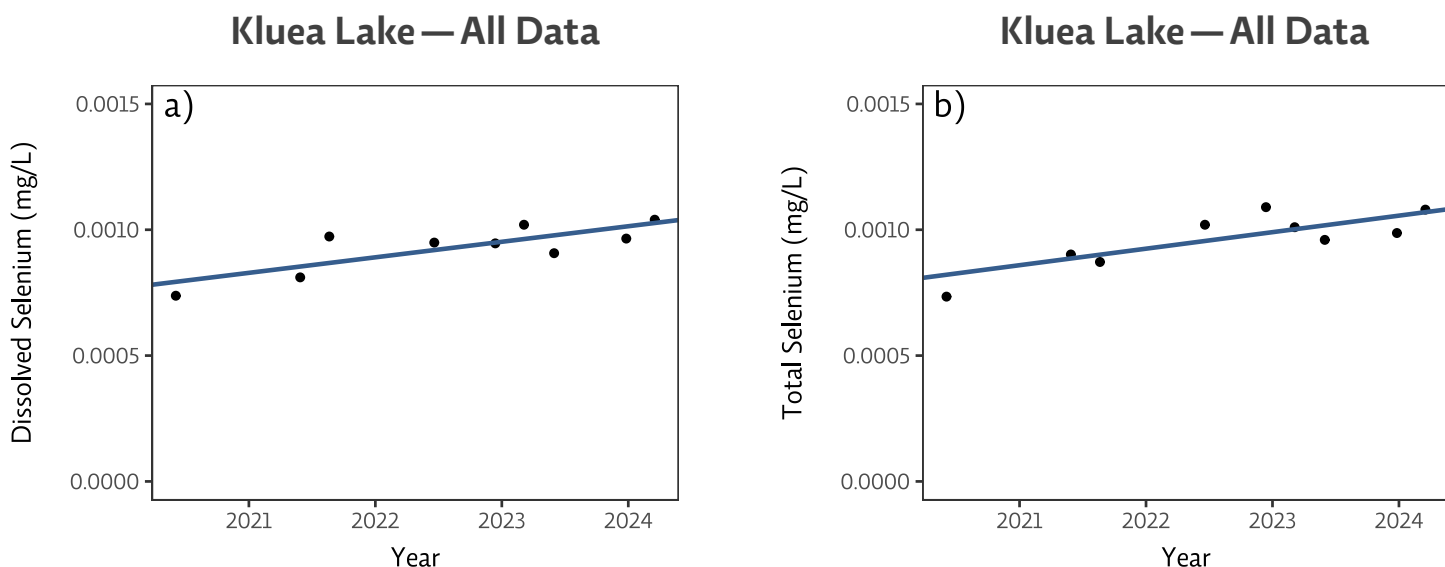 Kluea Lake — All Data
a)
Dissolved Selenium (mg/L)
0.0015
0.0010
0.0005
0.0000
2021 2022 2023 2024
Year
Kluea Lake — All Data
b)
Total Selenium (mg/L)
0.0015
0.0010
0.0005
0.0000
2021 2022 2023 2024
Year